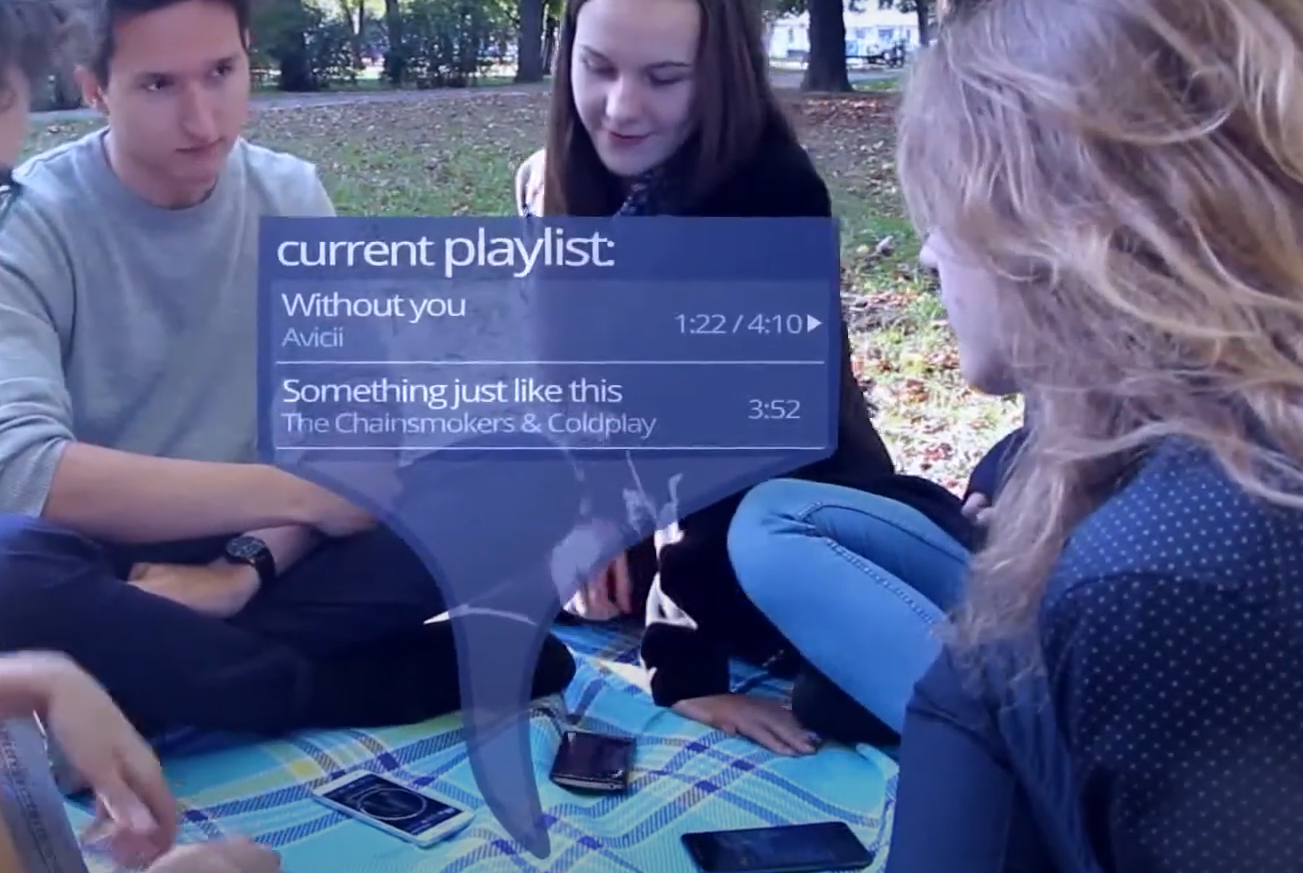 current playlist:
Without you
Avicii
1:22 / 4:10
Something just like this
The Chainsmokers & Coldplay
3:52